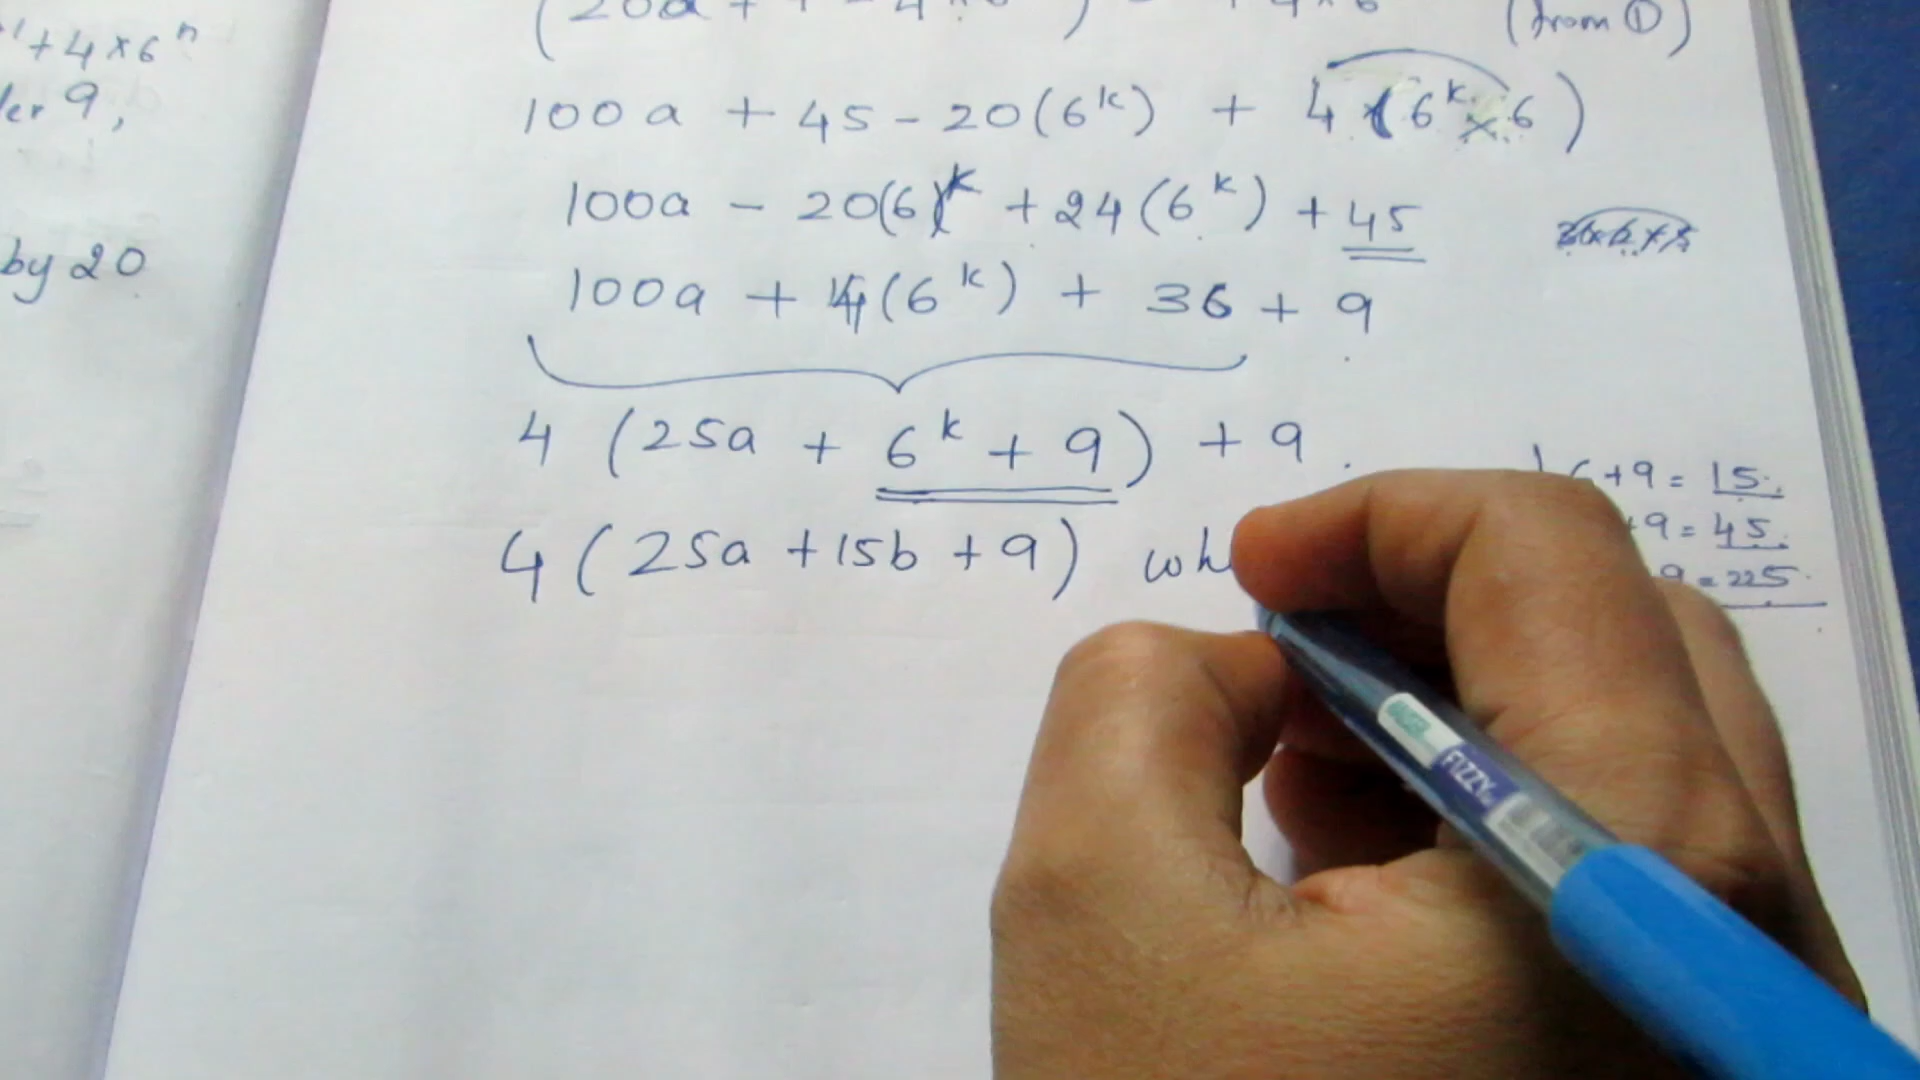 +4×6ⁿ
9,
by 20
(from ①)
100a + 45 - 20(6ᵏ) + 4(6ᵏ×6)
100a - 20(6)ᵏ + 24(6ᵏ) + 45
100a + 4(6ᵏ) + 36 + 9
4 (25a + 6ᵏ + 9) + 9
4 (25a + 15b + 9) wh
+9 = 15
+9 = 45
9 = 225
FIZZY